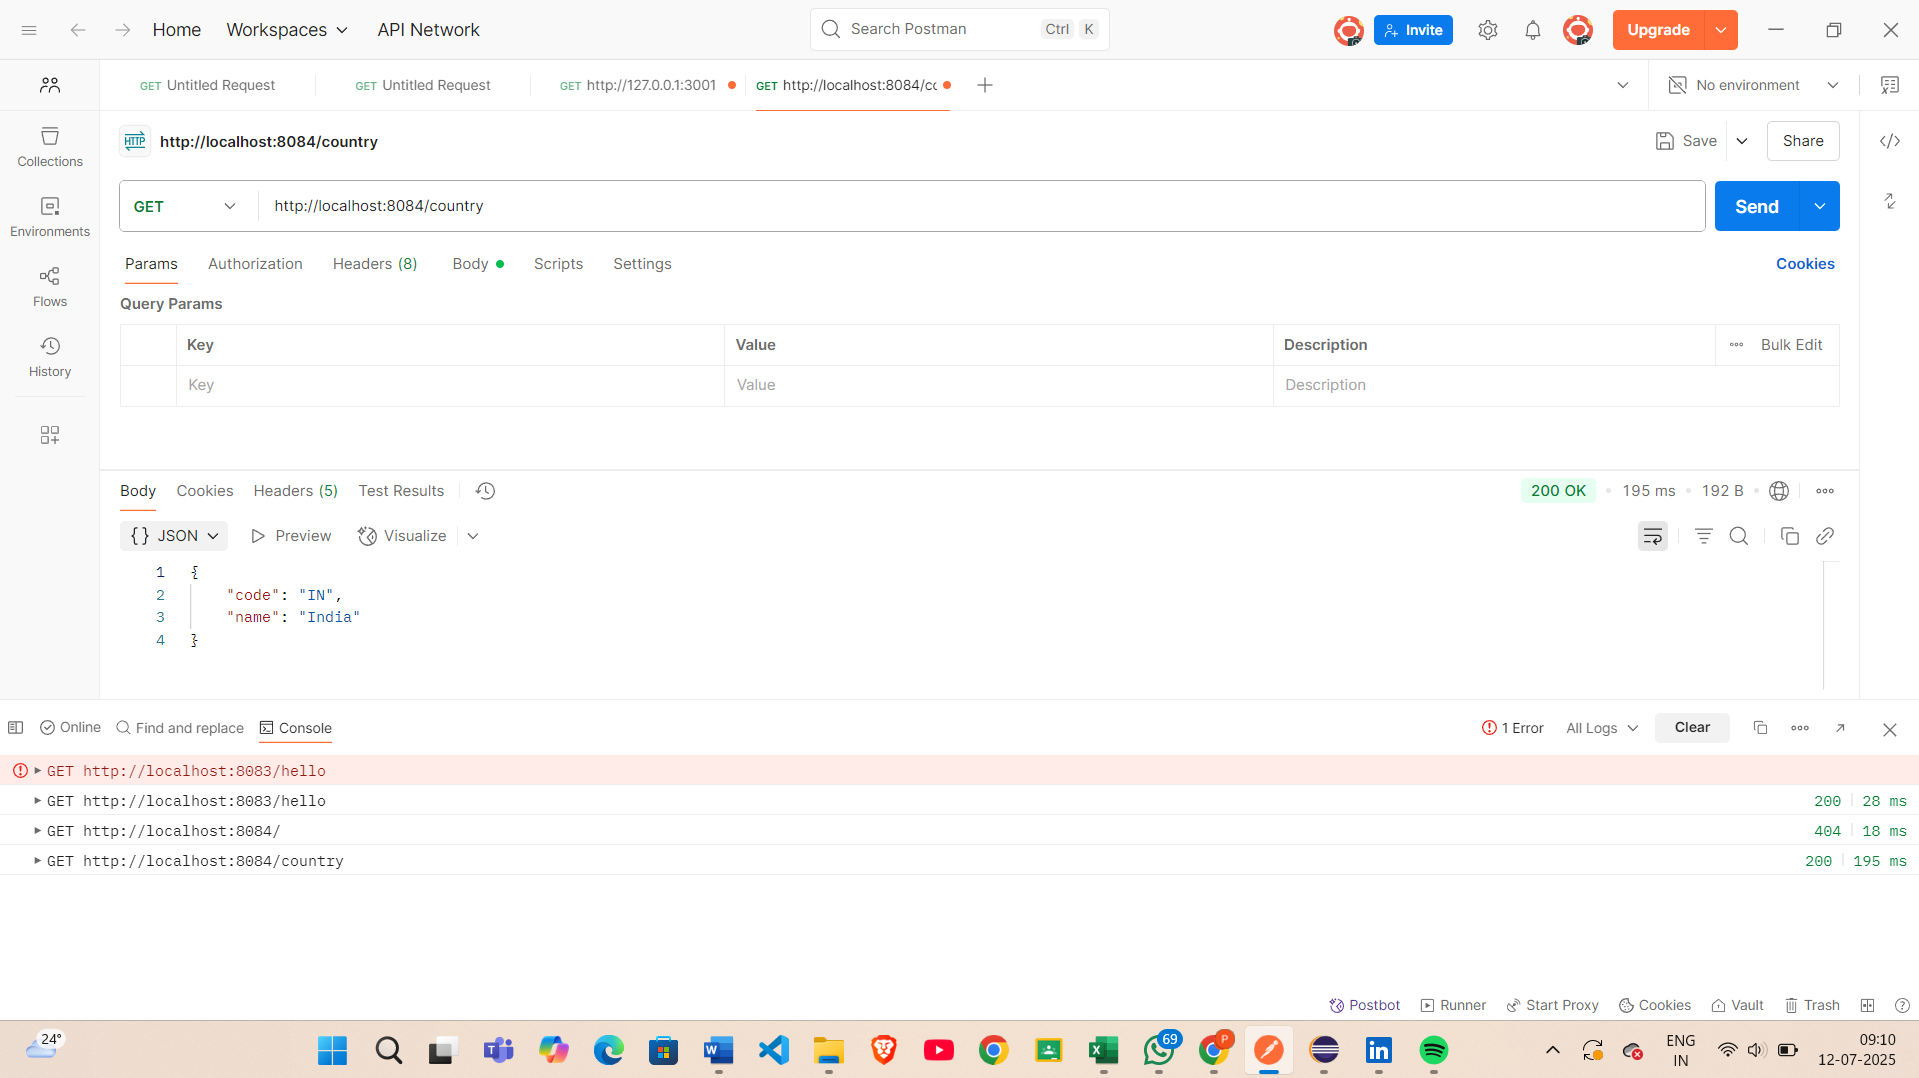 Home Workspaces API Network Search Postman Ctrl K Invite Upgrade
GET Untitled Request GET Untitled Request GET http://127.0.0.1:3001 GET http://localhost:8084/cc No environment
HTTP http://localhost:8084/country Save Share
Collections
GET http://localhost:8084/country Send
Environments
Params Authorization Headers (8) Body Scripts Settings Cookies
Flows
Query Params
Key Value Description Bulk Edit
History
Key Value Description
Body Cookies Headers (5) Test Results 200 OK 195 ms 192 B
{} JSON Preview Visualize
1 {
2 "code": "IN",
3 "name": "India"
4 }
Online Find and replace Console 1 Error All Logs Clear
GET http://localhost:8083/hello
GET http://localhost:8083/hello 200 28 ms
GET http://localhost:8084/ 404 18 ms
GET http://localhost:8084/country 200 195 ms
Postbot Runner Start Proxy Cookies Vault Trash
24° 69 P ENG 09:10
IN 12-07-2025